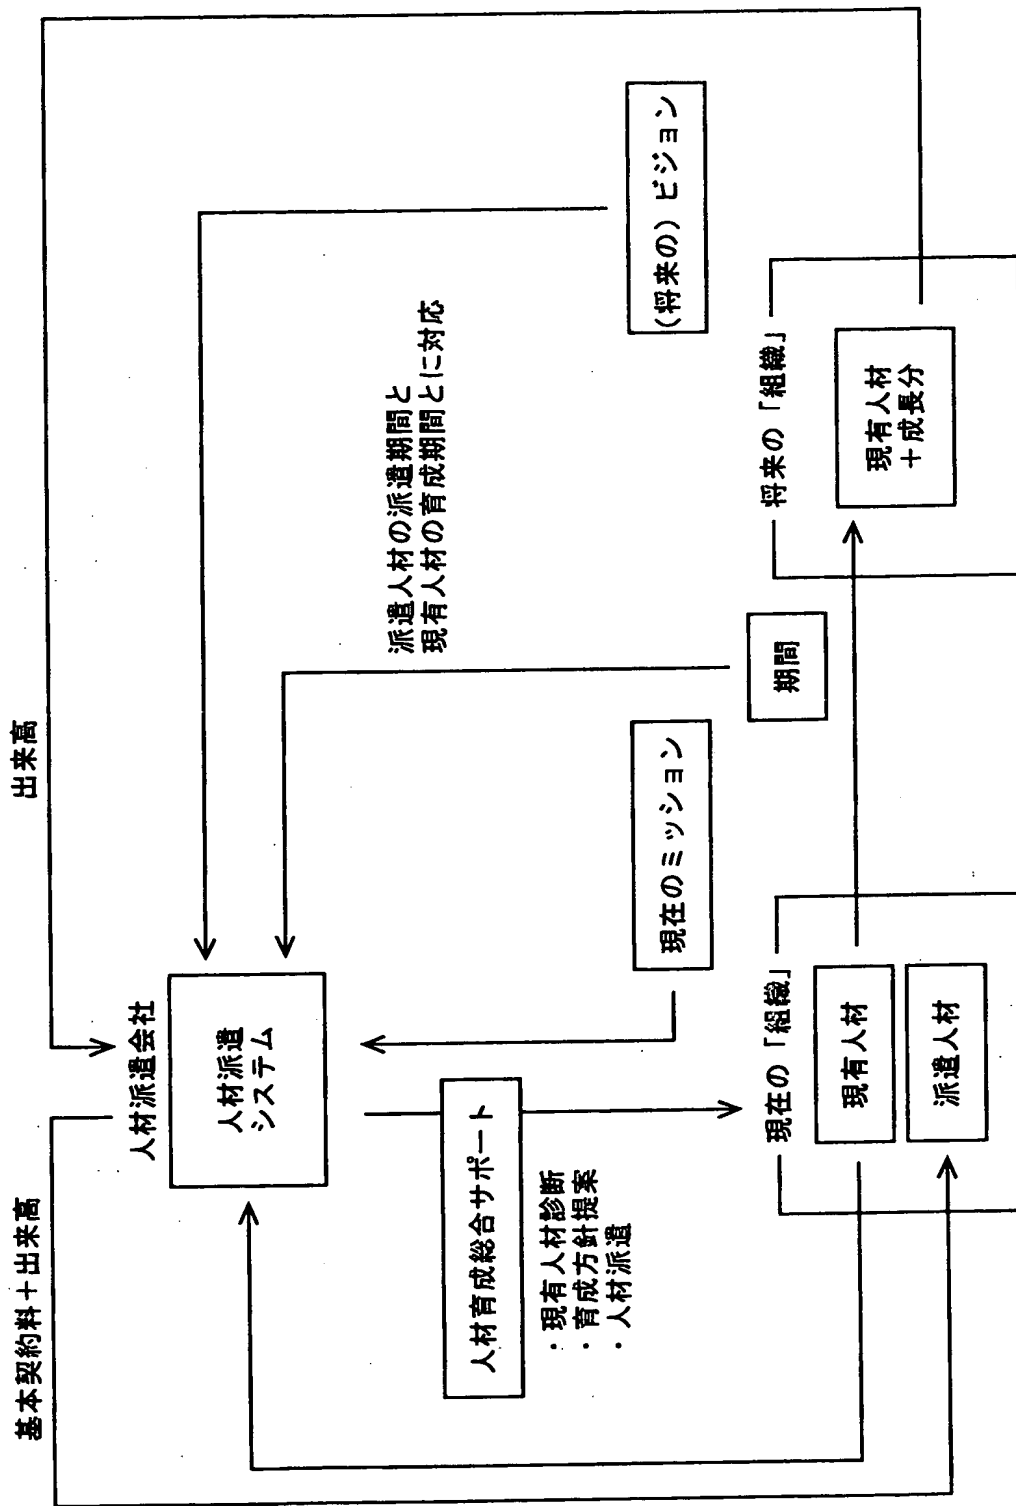 基本契約料＋出来高
出来高
人材派遣会社
人材派遣
システム
人材育成総合サポート
・現有人材診断
・育成方針提案
・人材派遣
派遣人材の派遣期間と
現有人材の育成期間とに対応
現在のミッション
(将来の) ビジョン
期間
現在の「組織」
現有人材
派遣人材
将来の「組織」
現有人材
＋成長分